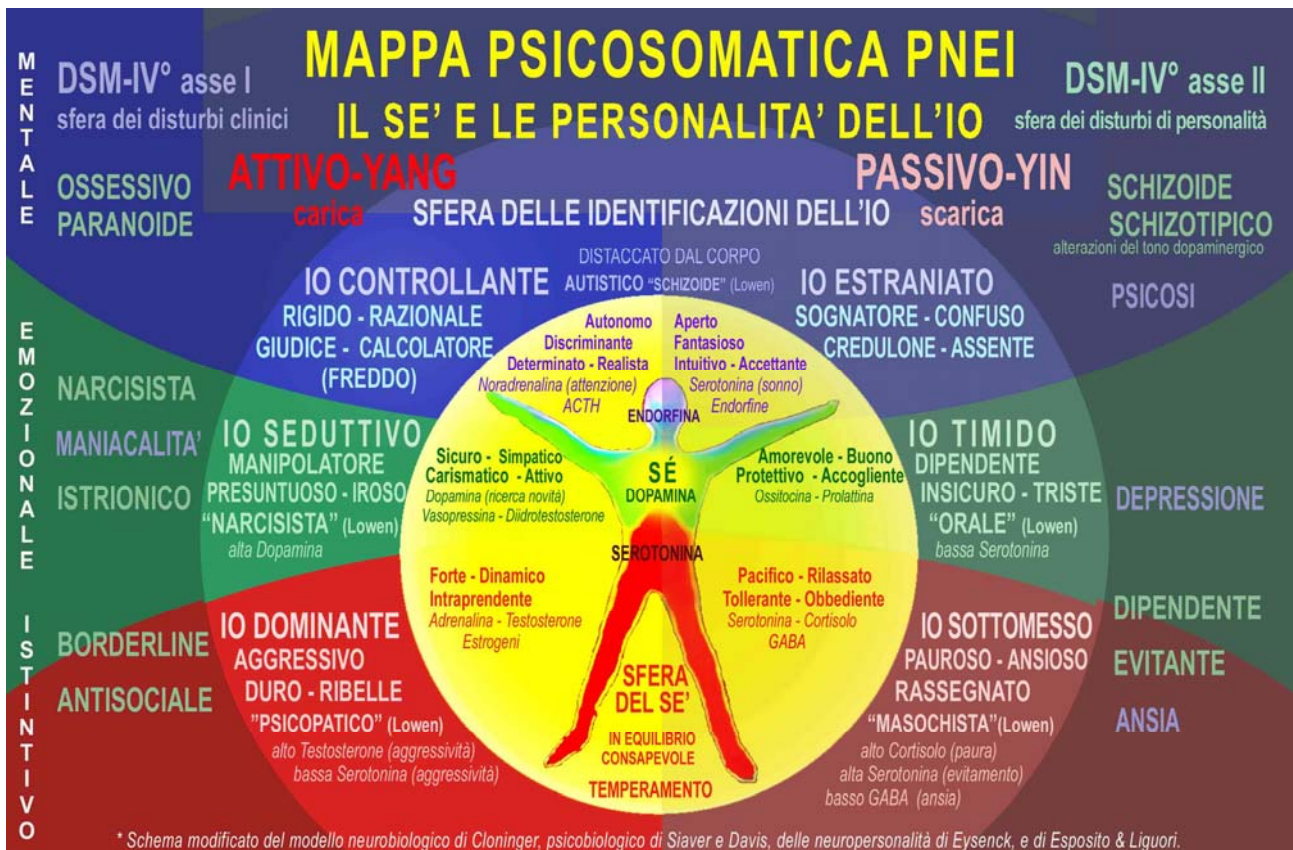 MAPPA PSICOSOMATICA PNEI
IL SE' E LE PERSONALITA' DELL'IO
MENTALE
EMOZIONALE
ISTINTIVO
DSM-IV° asse I
sfera dei disturbi clinici
DSM-IV° asse II
sfera dei disturbi di personalità
ATTIVO-YANG
carica
PASSIVO-YIN
scarica
SFERA DELLE IDENTIFICAZIONI DELL'IO
OSSESSIVO
PARANOIDE
SCHIZOIDE
SCHIZOTIPICO
alterazioni del tono dopaminergico
PSICOSI
DISTACCATO DAL CORPO
AUTISTICO "SCHIZOIDE" (Lowen)
IO CONTROLLANTE
RIGIDO - RAZIONALE
GIUDICE - CALCOLATORE
(FREDDO)
IO ESTRANIATO
SOGNATORE - CONFUSO
CREDULONE - ASSENTE
Autonomo
Discriminante
Determinato - Realista
Noradrenalina (attenzione)
ACTH
Aperto
Fantasioso
Intuitivo - Accettante
Serotonina (sonno)
Endorfine
ENDORFINA
NARCISISTA
MANIACALITA'
ISTRIONICO
IO SEDUTTIVO
MANIPOLATORE
PRESUNTUOSO - IROSO
"NARCISISTA" (Lowen)
alta Dopamina
Sicuro - Simpatico
Carismatico - Attivo
Dopamina (ricerca novità)
Vasopressina - Diidrotestosterone
SÉ
DOPAMINA
Amorevole - Buono
Protettivo - Accogliente
Ossitocina - Prolattina
IO TIMIDO
DIPENDENTE
INSICURO - TRISTE
"ORALE" (Lowen)
bassa Serotonina
DEPRESSIONE
SEROTONINA
Forte - Dinamico
Intraprendente
Adrenalina - Testosterone
Estrogeni
Pacifico - Rilassato
Tollerante - Obbediente
Serotonina - Cortisolo
GABA
BORDERLINE
ANTISOCIALE
IO DOMINANTE
AGGRESSIVO
DURO - RIBELLE
"PSICOPATICO" (Lowen)
alto Testosterone (aggressività)
bassa Serotonina (aggressività)
SFERA
DEL SE'
IN EQUILIBRIO
CONSAPEVOLE
TEMPERAMENTO
IO SOTTOMESSO
PAUROSO - ANSIOSO
RASSEGNATO
"MASOCHISTA"(Lowen)
alto Cortisolo (paura)
alta Serotonina (evitamento)
basso GABA (ansia)
DIPENDENTE
EVITANTE
ANSIA
* Schema modificato del modello neurobiologico di Cloninger, psicobiologico di Siaver e Davis, delle neuropersonalità di Eysenck, e di Esposito & Liguori.